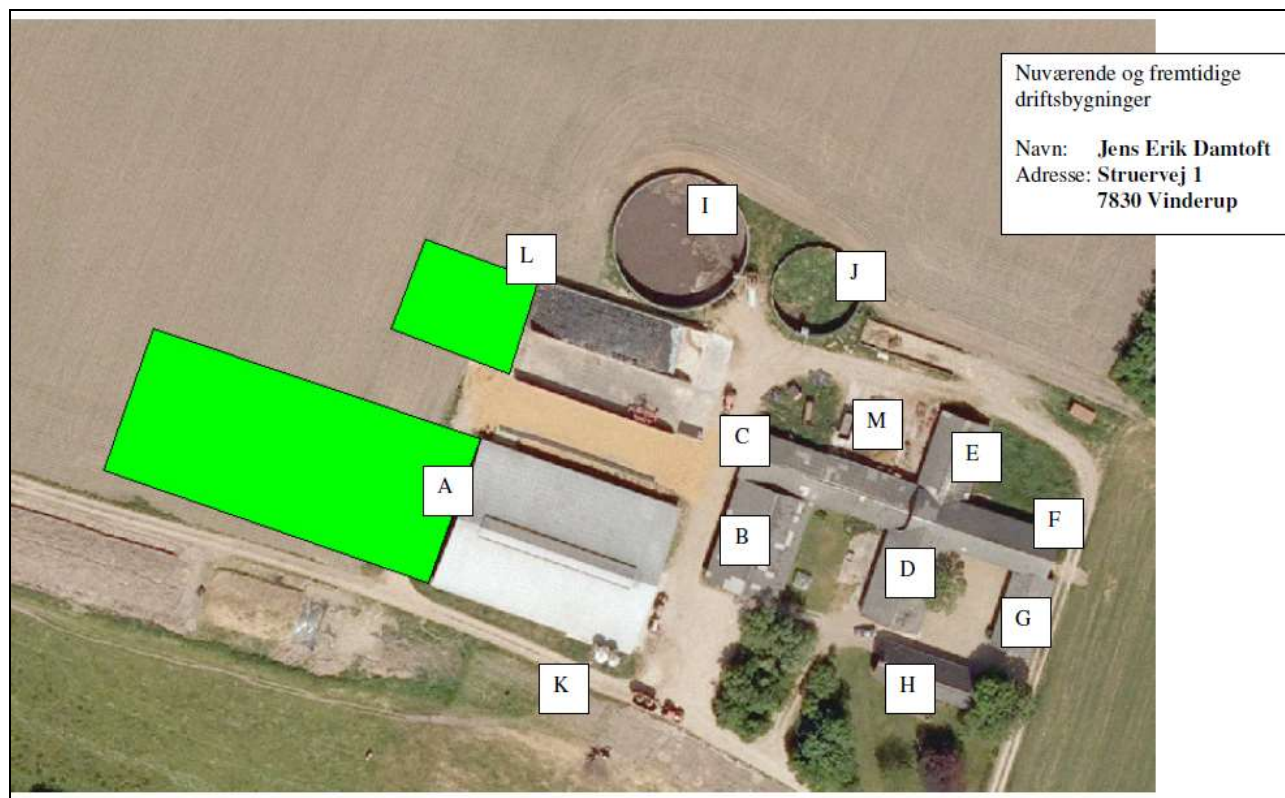 Nuværende og fremtidige
driftsbygninger
Navn: Jens Erik Damtoft
Adresse: Struervej 1
7830 Vinderup
I
L
J
M
C
E
A
B
F
D
G
K
H